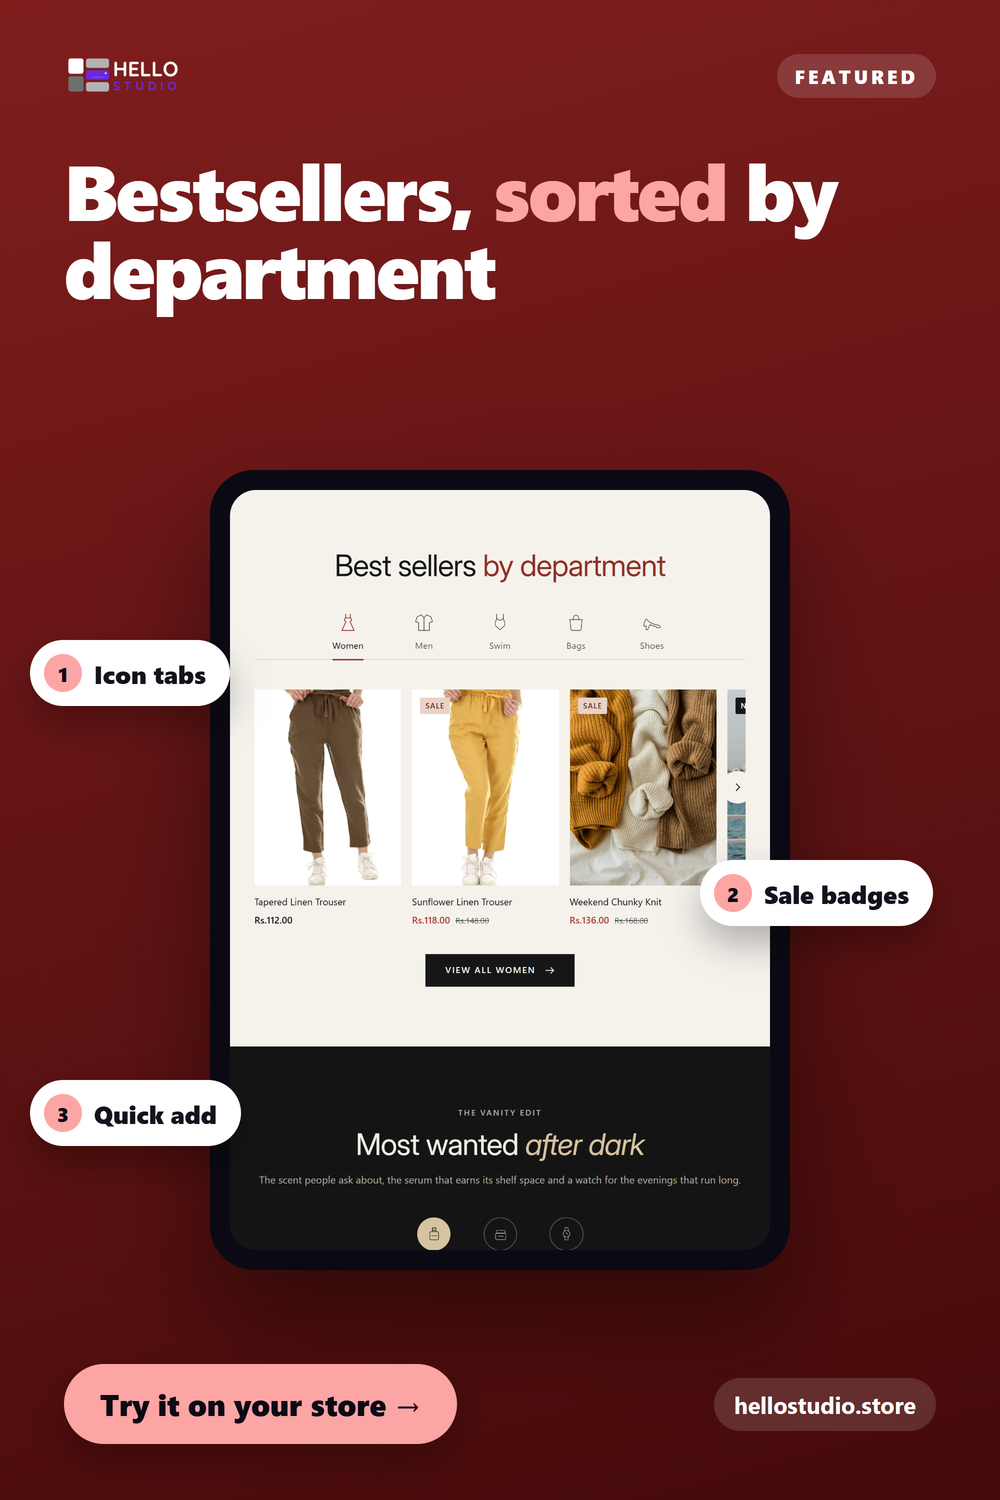 HELLO
STUDIO
FEATURED
Bestsellers, sorted by
department
Best sellers by department
Women
Men
Swim
Bags
Shoes
SALE
SALE
N
Tapered Linen Trouser
Rs.112.00
Sunflower Linen Trouser
Rs.118.00 Rs.148.00
Weekend Chunky Knit
Rs.136.00 Rs.168.00
VIEW ALL WOMEN →
1 Icon tabs
2 Sale badges
3 Quick add
THE VANITY EDIT
Most wanted after dark
The scent people ask about, the serum that earns its shelf space and a watch for the evenings that run long.
Try it on your store →
hellostudio.store